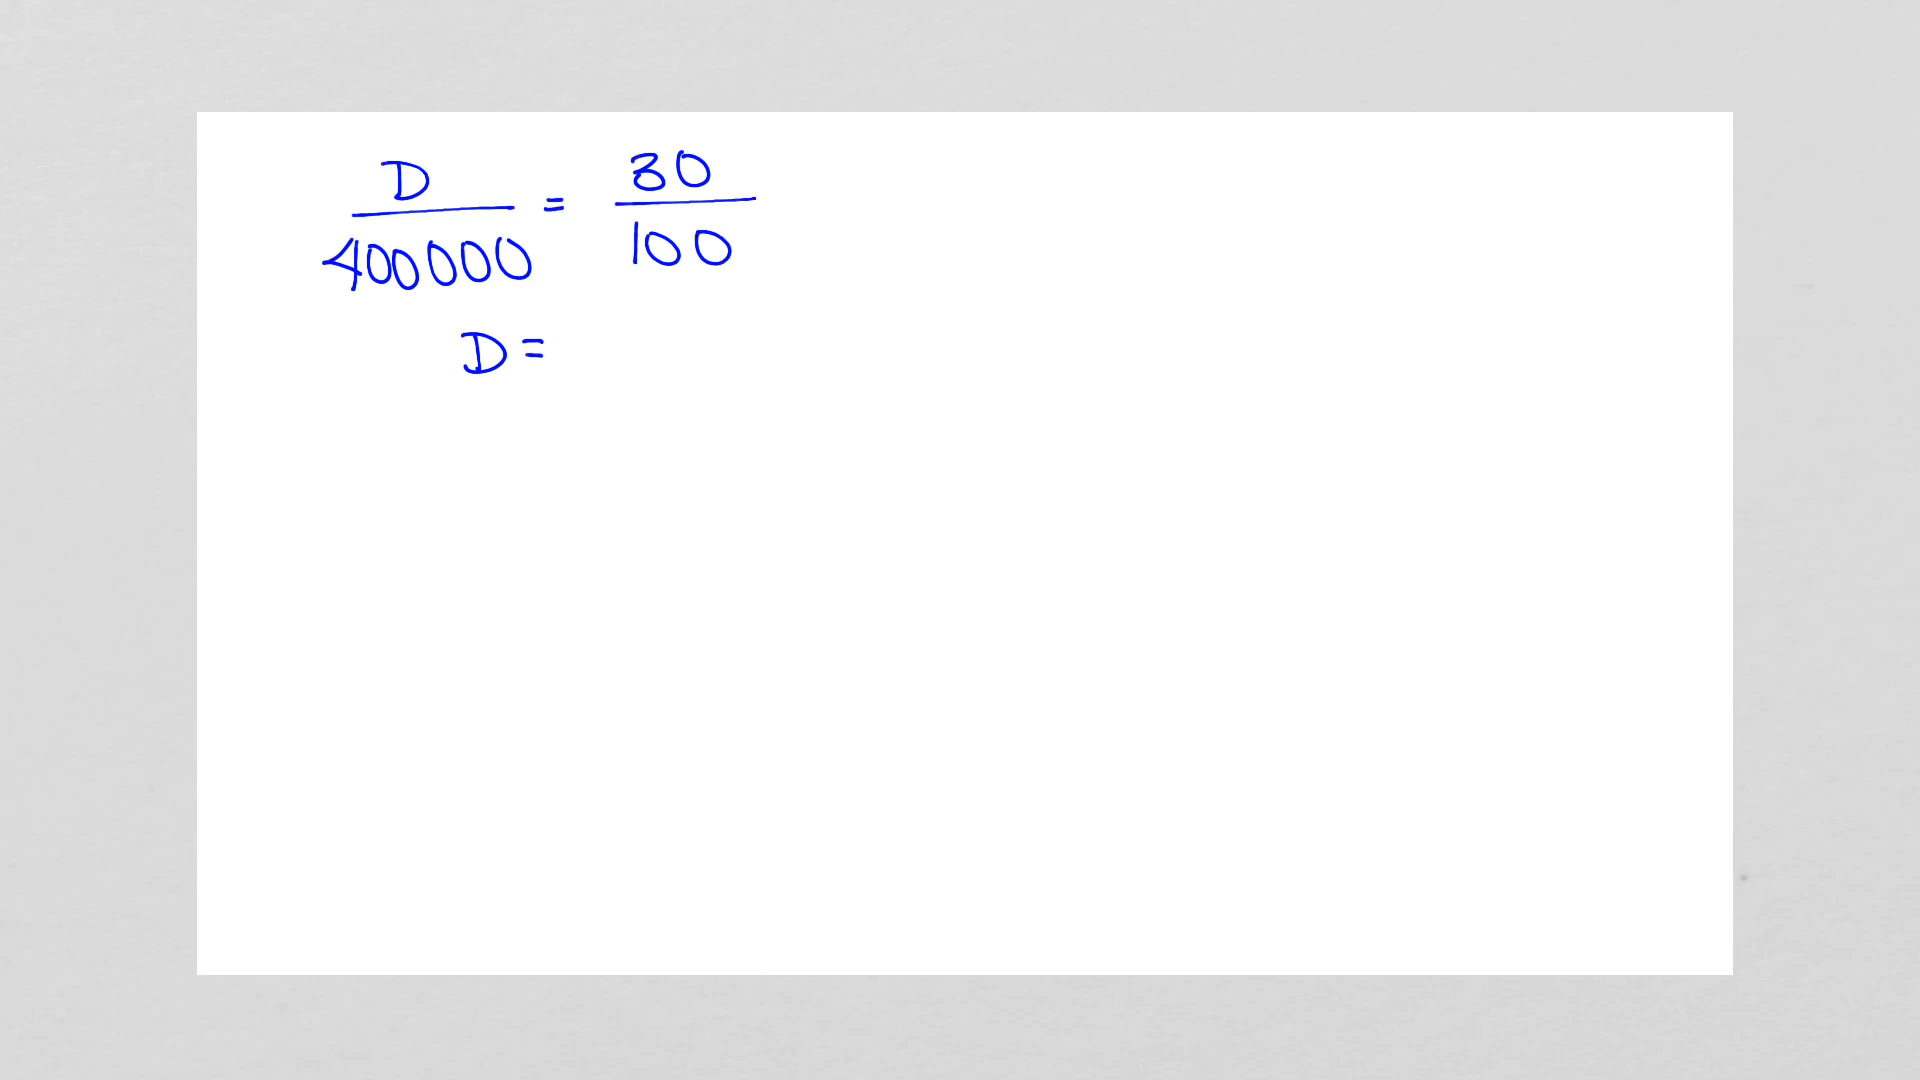 D/400000 = 30/100
D =